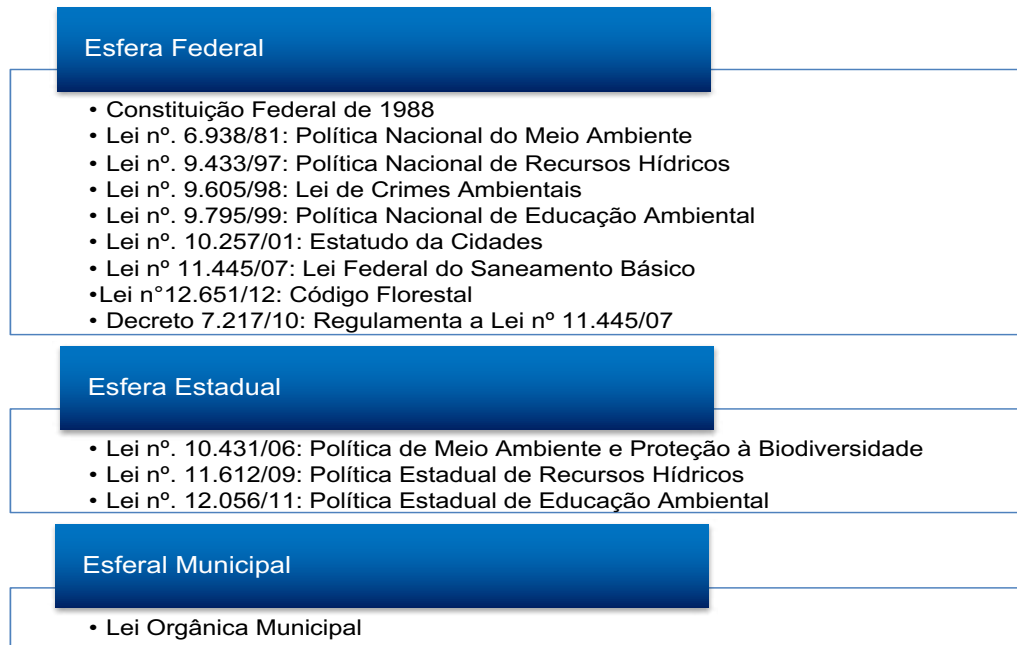 Esfera Federal
• Constituição Federal de 1988
• Lei nº. 6.938/81: Política Nacional do Meio Ambiente
• Lei nº. 9.433/97: Política Nacional de Recursos Hídricos
• Lei nº. 9.605/98: Lei de Crimes Ambientais
• Lei nº. 9.795/99: Política Nacional de Educação Ambiental
• Lei nº. 10.257/01: Estatudo da Cidades
• Lei nº 11.445/07: Lei Federal do Saneamento Básico
•Lei n°12.651/12: Código Florestal
• Decreto 7.217/10: Regulamenta a Lei nº 11.445/07
Esfera Estadual
• Lei nº. 10.431/06: Política de Meio Ambiente e Proteção à Biodiversidade
• Lei nº. 11.612/09: Política Estadual de Recursos Hídricos
• Lei nº. 12.056/11: Política Estadual de Educação Ambiental
Esferal Municipal
• Lei Orgânica Municipal